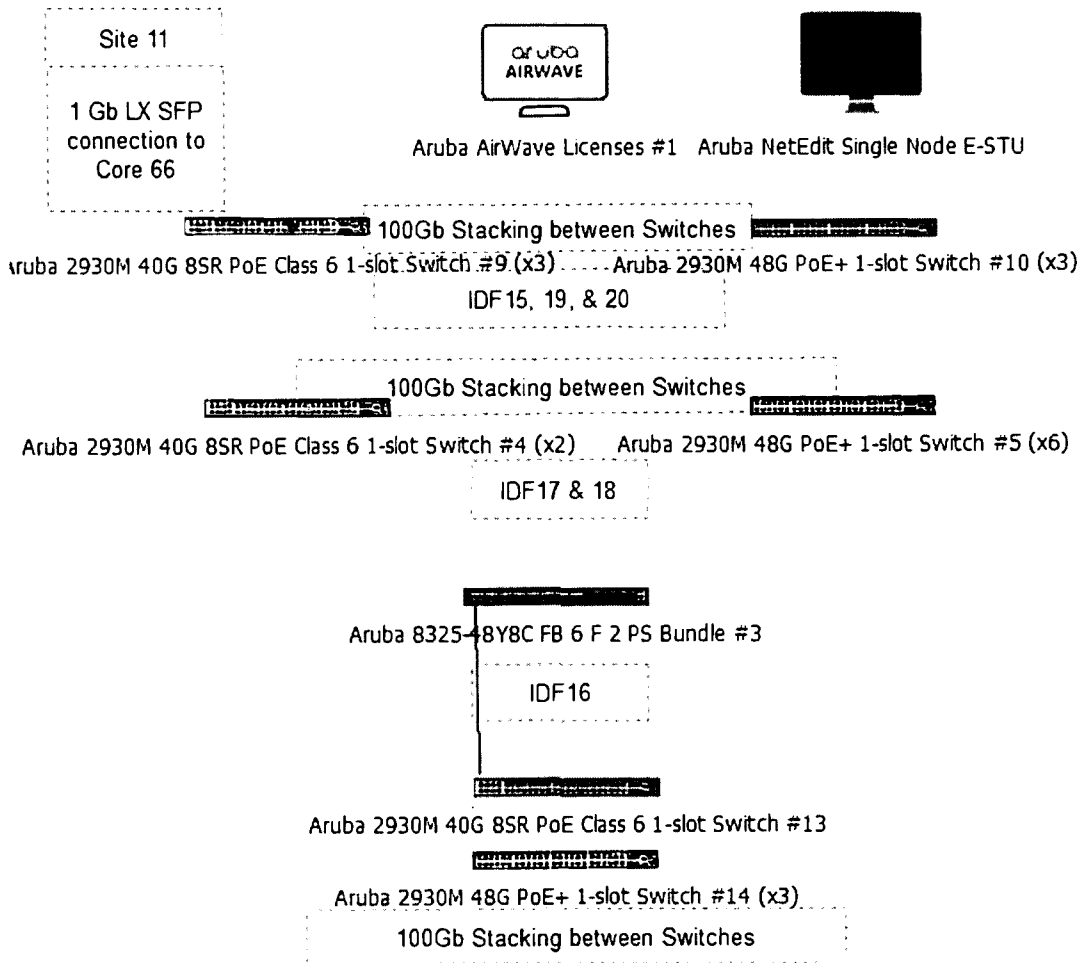 Site 11
1 Gb LX SFP
connection to
Core 66
aruba
AIRWAVE
Aruba AirWave Licenses #1
Aruba NetEdit Single Node E-STU
100Gb Stacking between Switches
Aruba 2930M 40G 8SR PoE Class 6 1-slot Switch #9 (x3)
Aruba 2930M 48G PoE+ 1-slot Switch #10 (x3)
IDF15, 19, & 20
100Gb Stacking between Switches
Aruba 2930M 40G 8SR PoE Class 6 1-slot Switch #4 (x2)
Aruba 2930M 48G PoE+ 1-slot Switch #5 (x6)
IDF17 & 18
Aruba 8325-48Y8C FB 6 F 2 PS Bundle #3
IDF16
Aruba 2930M 40G 8SR PoE Class 6 1-slot Switch #13
Aruba 2930M 48G PoE+ 1-slot Switch #14 (x3)
100Gb Stacking between Switches